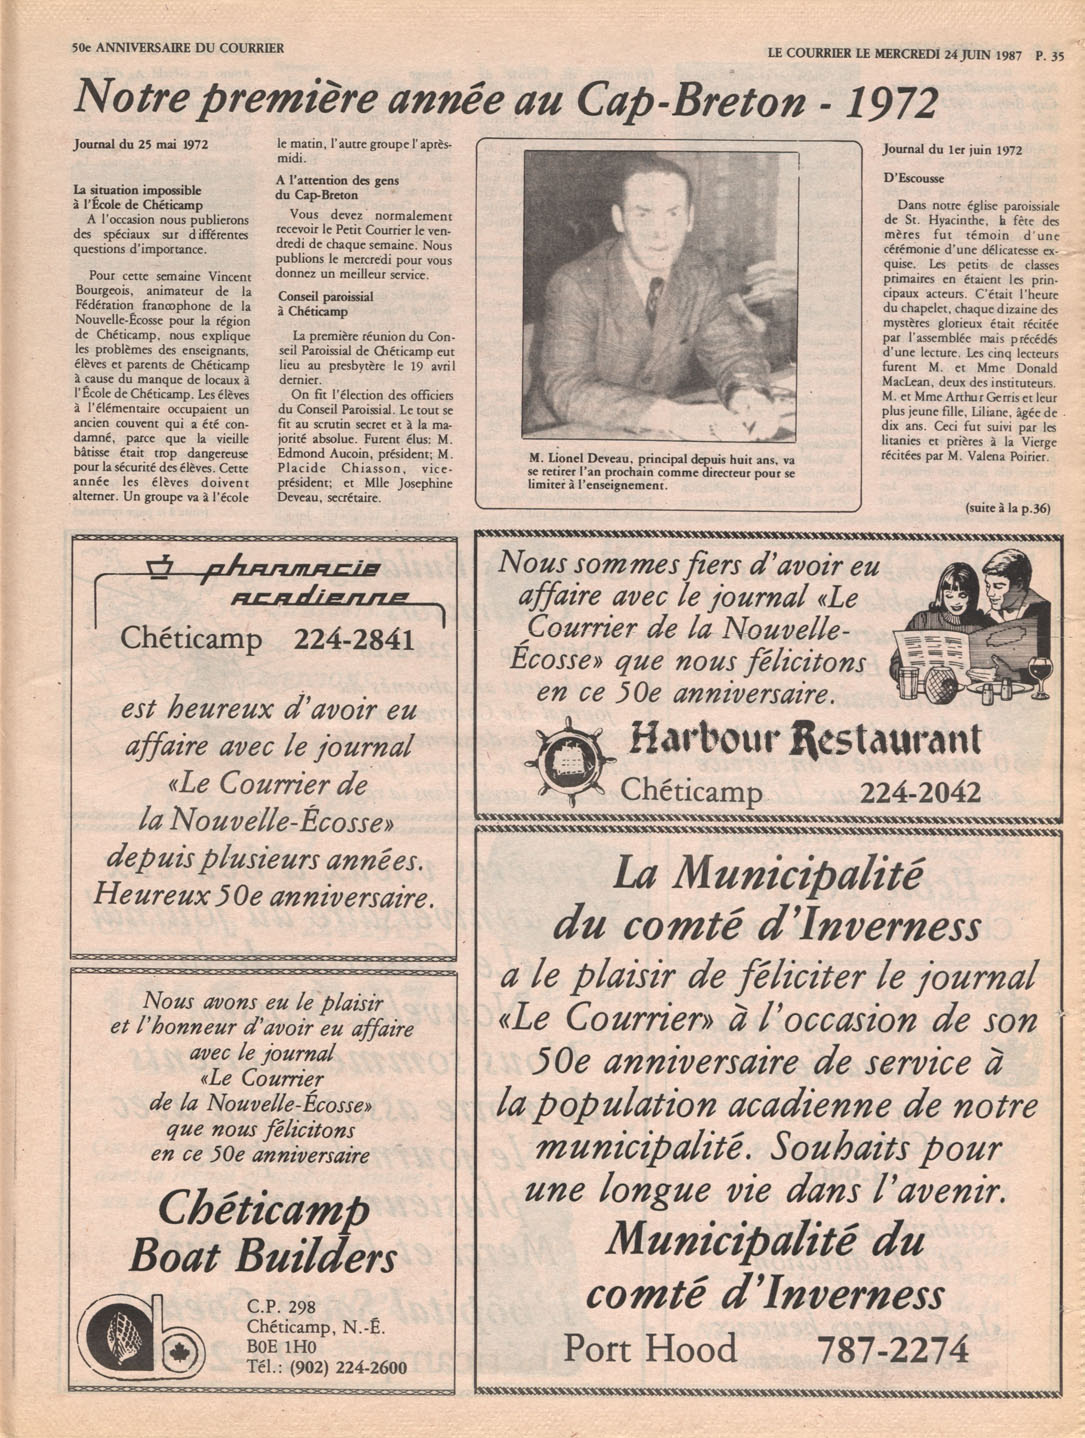 50e ANNIVERSAIRE DU COURRIER
LE COURRIER LE MERCREDI 24 JUIN 1987 P. 35
Notre première année au Cap-Breton - 1972
Journal du 25 mai 1972
La situation impossible
à l'École de Chéticamp
A l'occasion nous publierons
des spéciaux sur différentes
questions d'importance.
Pour cette semaine Vincent
Bourgeois, animateur de la
Fédération francophone de la
Nouvelle-Écosse pour la région
de Chéticamp, nous explique
les problèmes des enseignants,
élèves et parents de Chéticamp
à cause du manque de locaux à
l'École de Chéticamp. Les élèves
à l'élémentaire occupaient un
ancien couvent qui a été con-
damné, parce que la vieille
bâtisse était trop dangereuse
pour la sécurité des élèves. Cette
année les élèves doivent
alterner. Un groupe va à l'école
le matin, l'autre groupe l'après-
midi.
A l'attention des gens
du Cap-Breton
Vous devez normalement
recevoir le Petit Courrier le ven-
dredi de chaque semaine. Nous
publions le mercredi pour vous
donnez un meilleur service.
Conseil paroissial
à Chéticamp
La première réunion du Con-
seil Paroissial de Chéticamp eut
lieu au presbytère le 19 avril
dernier.
On fit l'élection des officiers
du Conseil Paroissial. Le tout se
fit au scrutin secret et à la ma-
jorité absolue. Furent élus: M.
Edmond Aucoin, président; M.
Placide Chiasson, vice-
président; et Mlle Josephine
Deveau, secrétaire.
M. Lionel Deveau, principal depuis huit ans, va
se retirer l'an prochain comme directeur pour se
limiter à l'enseignement.
Journal du 1er juin 1972
D'Escousse
Dans notre église paroissiale
de St. Hyacinthe, la fête des
mères fut témoin d'une
cérémonie d'une délicatesse ex-
quise. Les petits de classes
primaires en étaient les prin-
cipaux acteurs. C'était l'heure
du chapelet, chaque dizaine des
mystères glorieux était récitée
par l'assemblée mais précédés
d'une lecture. Les cinq lecteurs
furent M. et Mme Donald
MacLean, deux des instituteurs.
M. et Mme Arthur Gerris et leur
plus jeune fille, Liliane, âgée de
dix ans. Ceci fut suivi par les
litanies et prières à la Vierge
récitées par M. Valena Poirier.
(suite à la p.36)
pharmacie
acadienne
Chéticamp 224-2841
est heureux d'avoir eu
affaire avec le journal
«Le Courrier de
la Nouvelle-Écosse»
depuis plusieurs années.
Heureux 50e anniversaire.
Nous sommes fiers d'avoir eu
affaire avec le journal «Le
Courrier de la Nouvelle-
Écosse» que nous félicitons
en ce 50e anniversaire.
Harbour Restaurant
Chéticamp 224-2042
Nous avons eu le plaisir
et l'honneur d'avoir eu affaire
avec le journal
«Le Courrier
de la Nouvelle-Écosse»
que nous félicitons
en ce 50e anniversaire
Chéticamp
Boat Builders
C.P. 298
Chéticamp, N.-É.
B0E 1H0
Tél.: (902) 224-2600
La Municipalité
du comté d'Inverness
a le plaisir de féliciter le journal
«Le Courrier» à l'occasion de son
50e anniversaire de service à
la population acadienne de notre
municipalité. Souhaits pour
une longue vie dans l'avenir.
Municipalité du
comté d'Inverness
Port Hood 787-2274